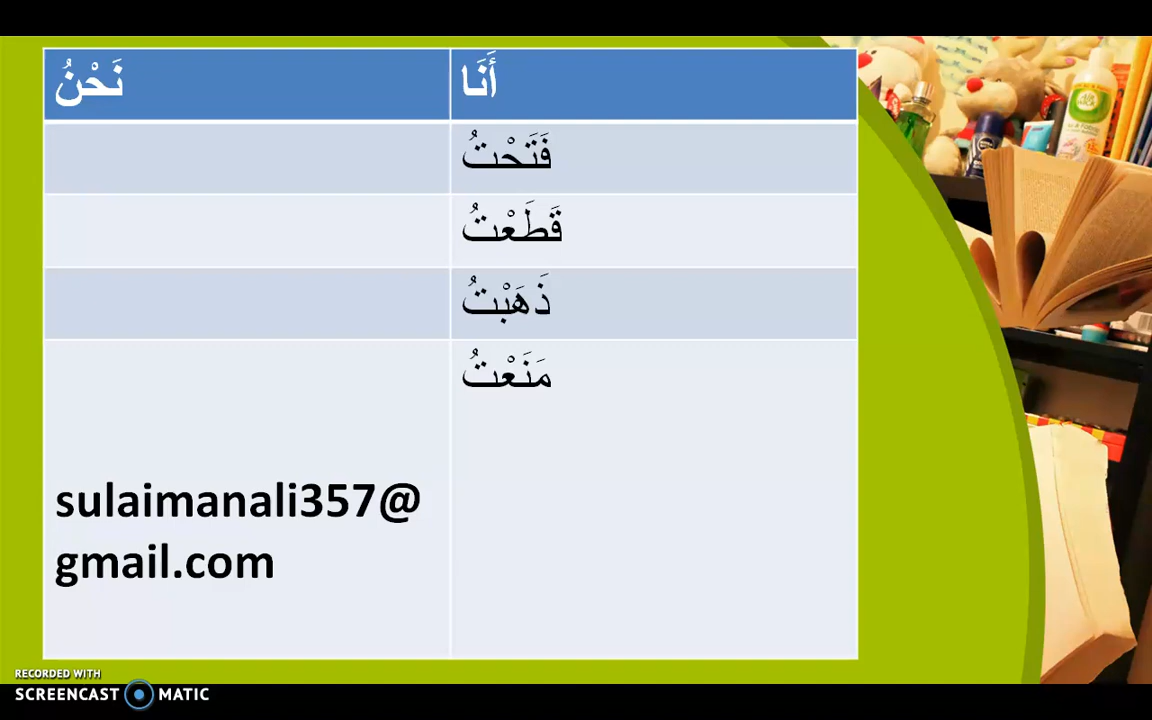 أَنَا
نَحْنُ
فَتَحْتُ
قَطَعْتُ
ذَهَبْتُ
مَنَعْتُ
sulaimanali357@
gmail.com
RECORDED WITH
SCREENCAST MATIC